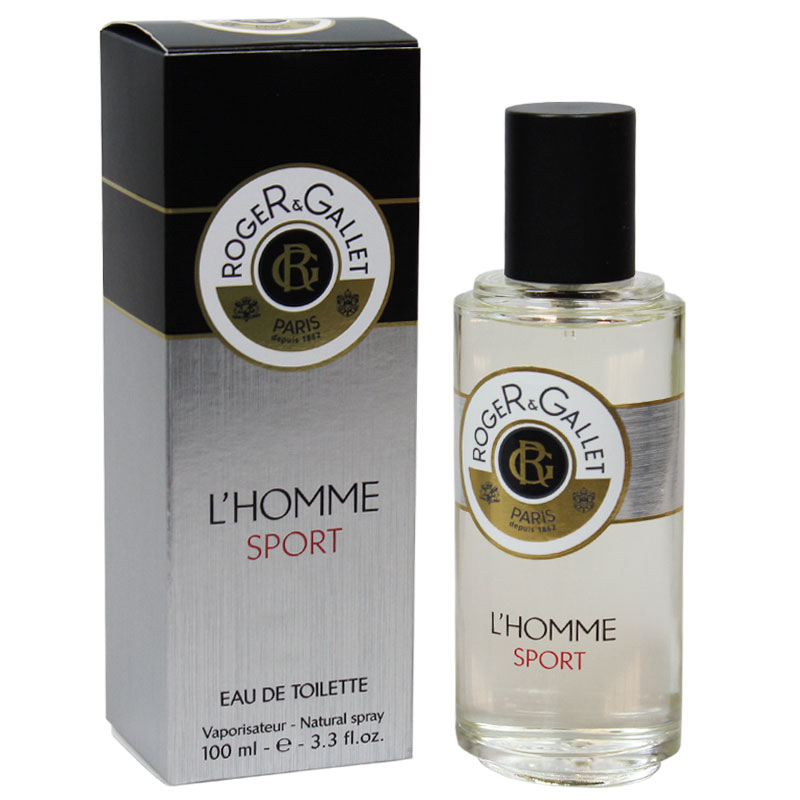 ROGER & GALLET
RG
PARIS
depuis 1862
L'HOMME
SPORT
EAU DE TOILETTE
Vaporisateur - Natural spray
100 ml - e - 3.3 fl.oz.
ROGER & GALLET
RG
PARIS
depuis 1862
L'HOMME
SPORT